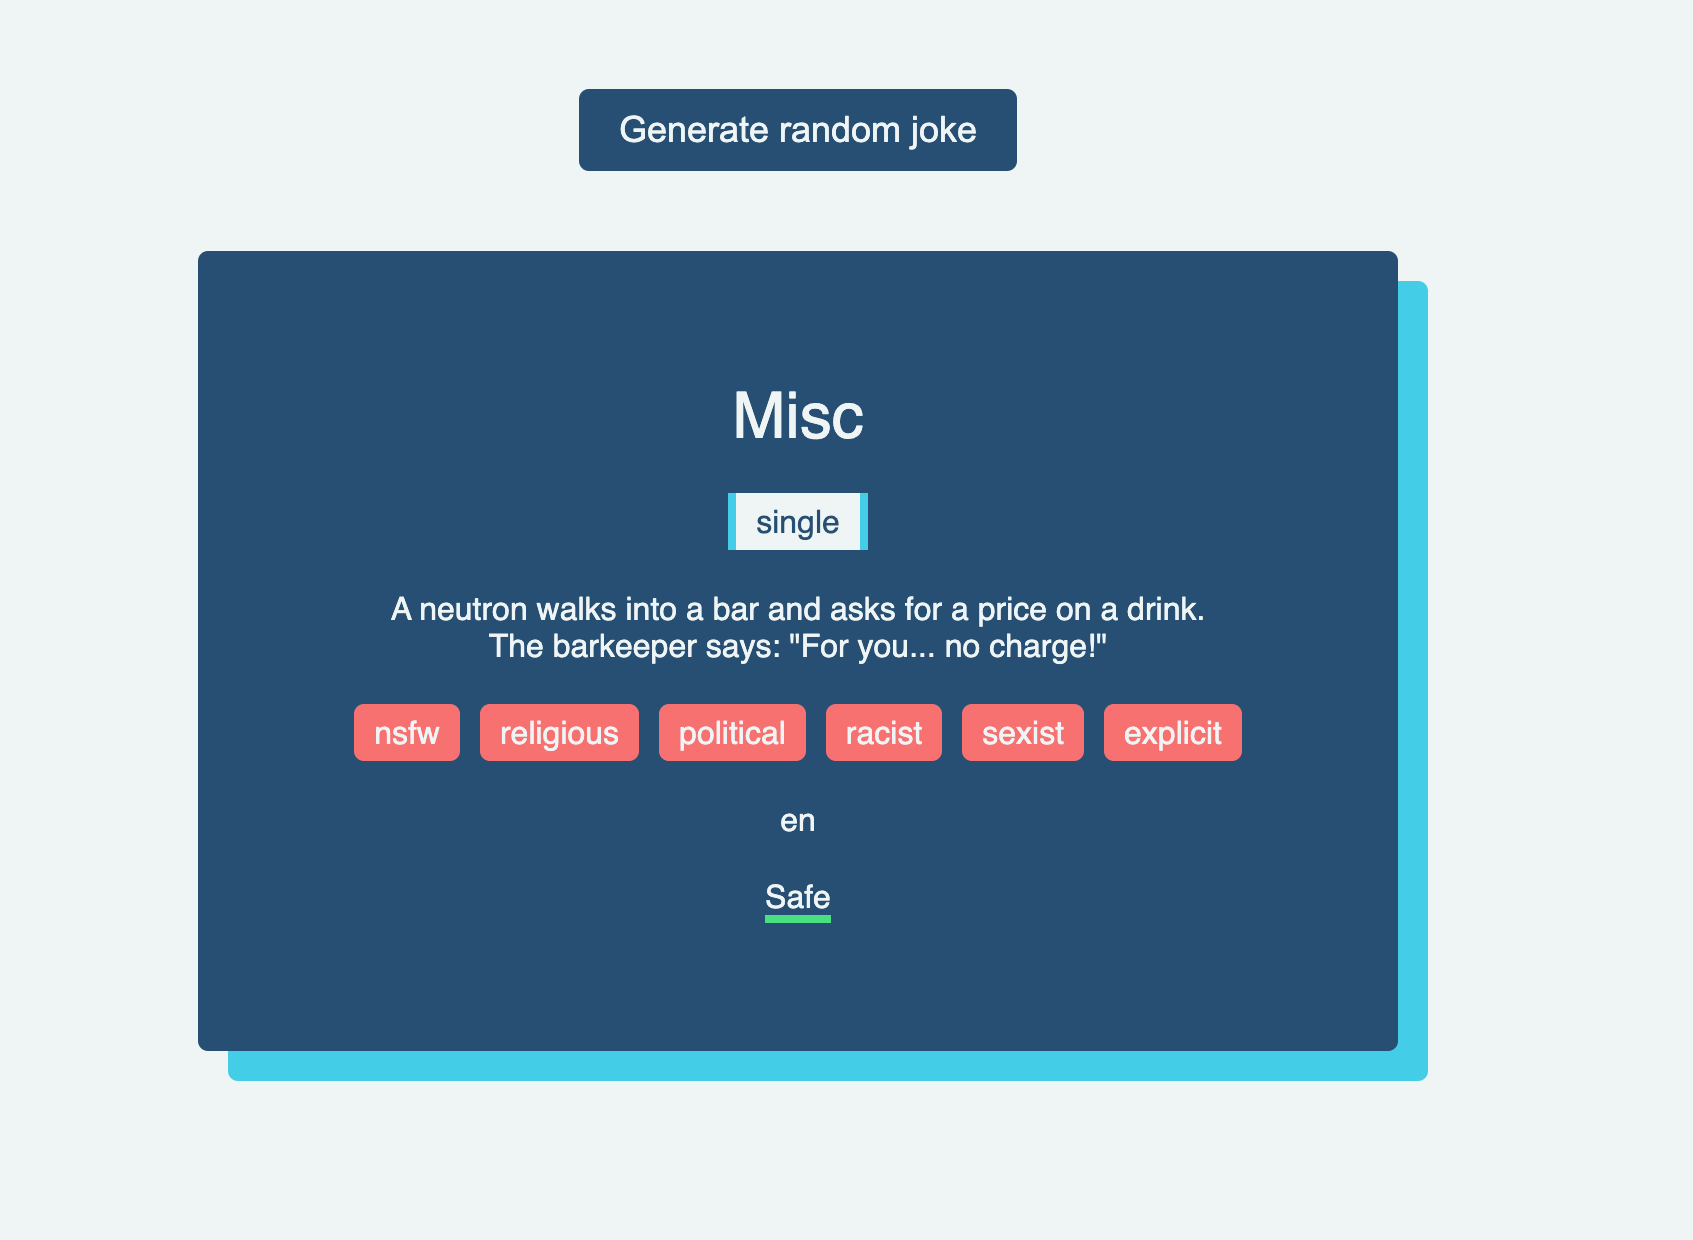 Generate random joke
Misc
single
A neutron walks into a bar and asks for a price on a drink.
The barkeeper says: "For you... no charge!"
nsfw religious political racist sexist explicit
en
Safe